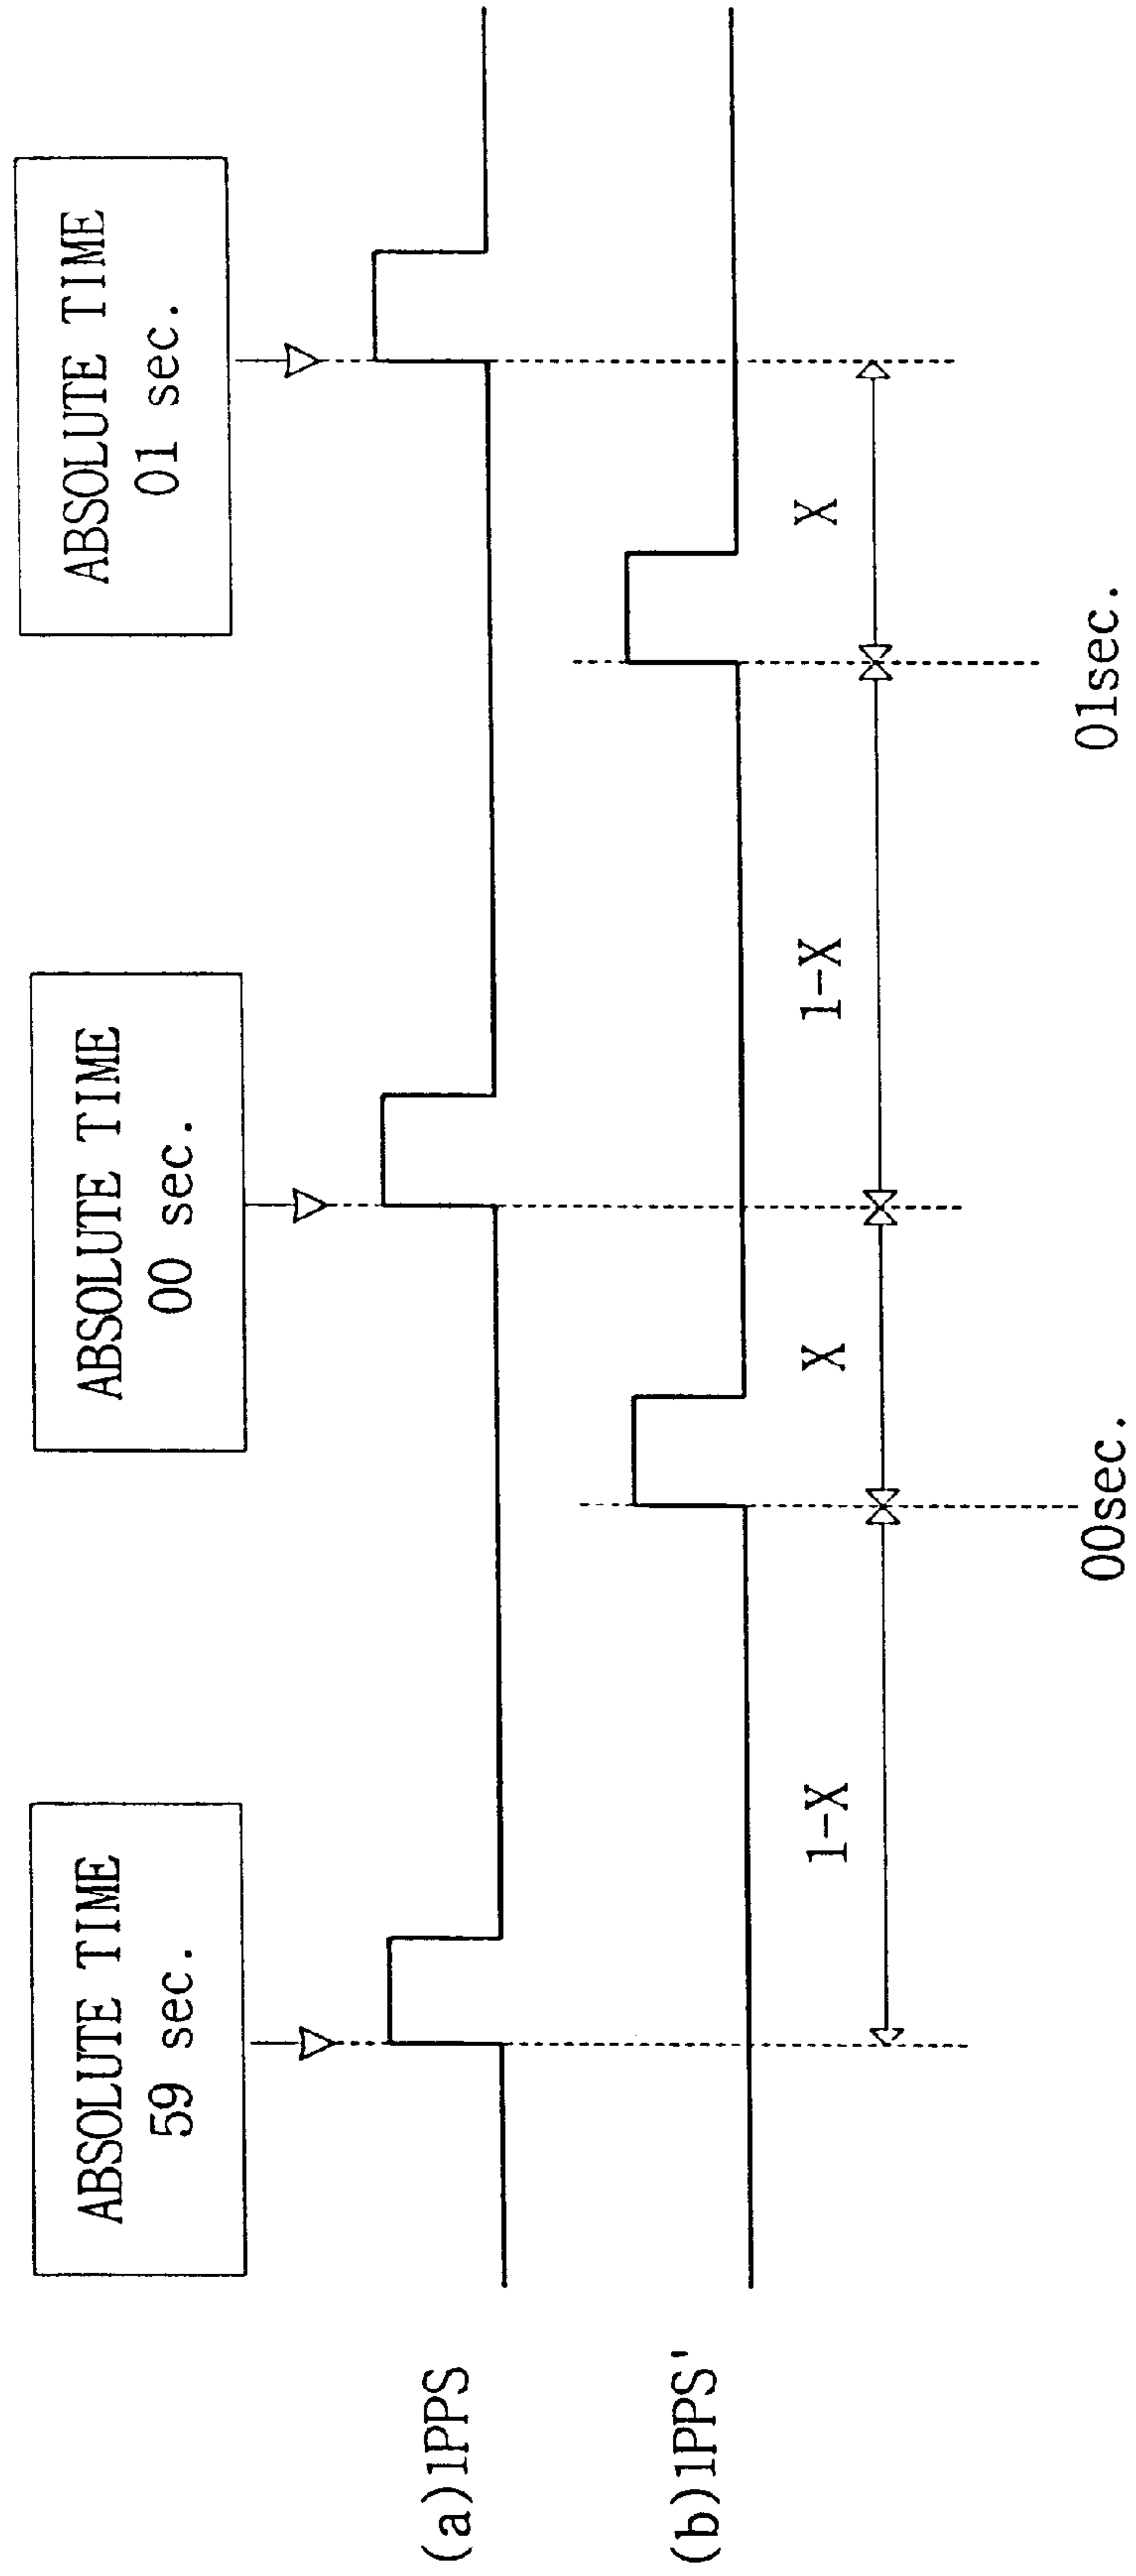 ABSOLUTE TIME
59 sec.
ABSOLUTE TIME
00 sec.
ABSOLUTE TIME
01 sec.
(a)1PPS
(b)1PPS'
1-X
X
1-X
X
00sec.
01sec.